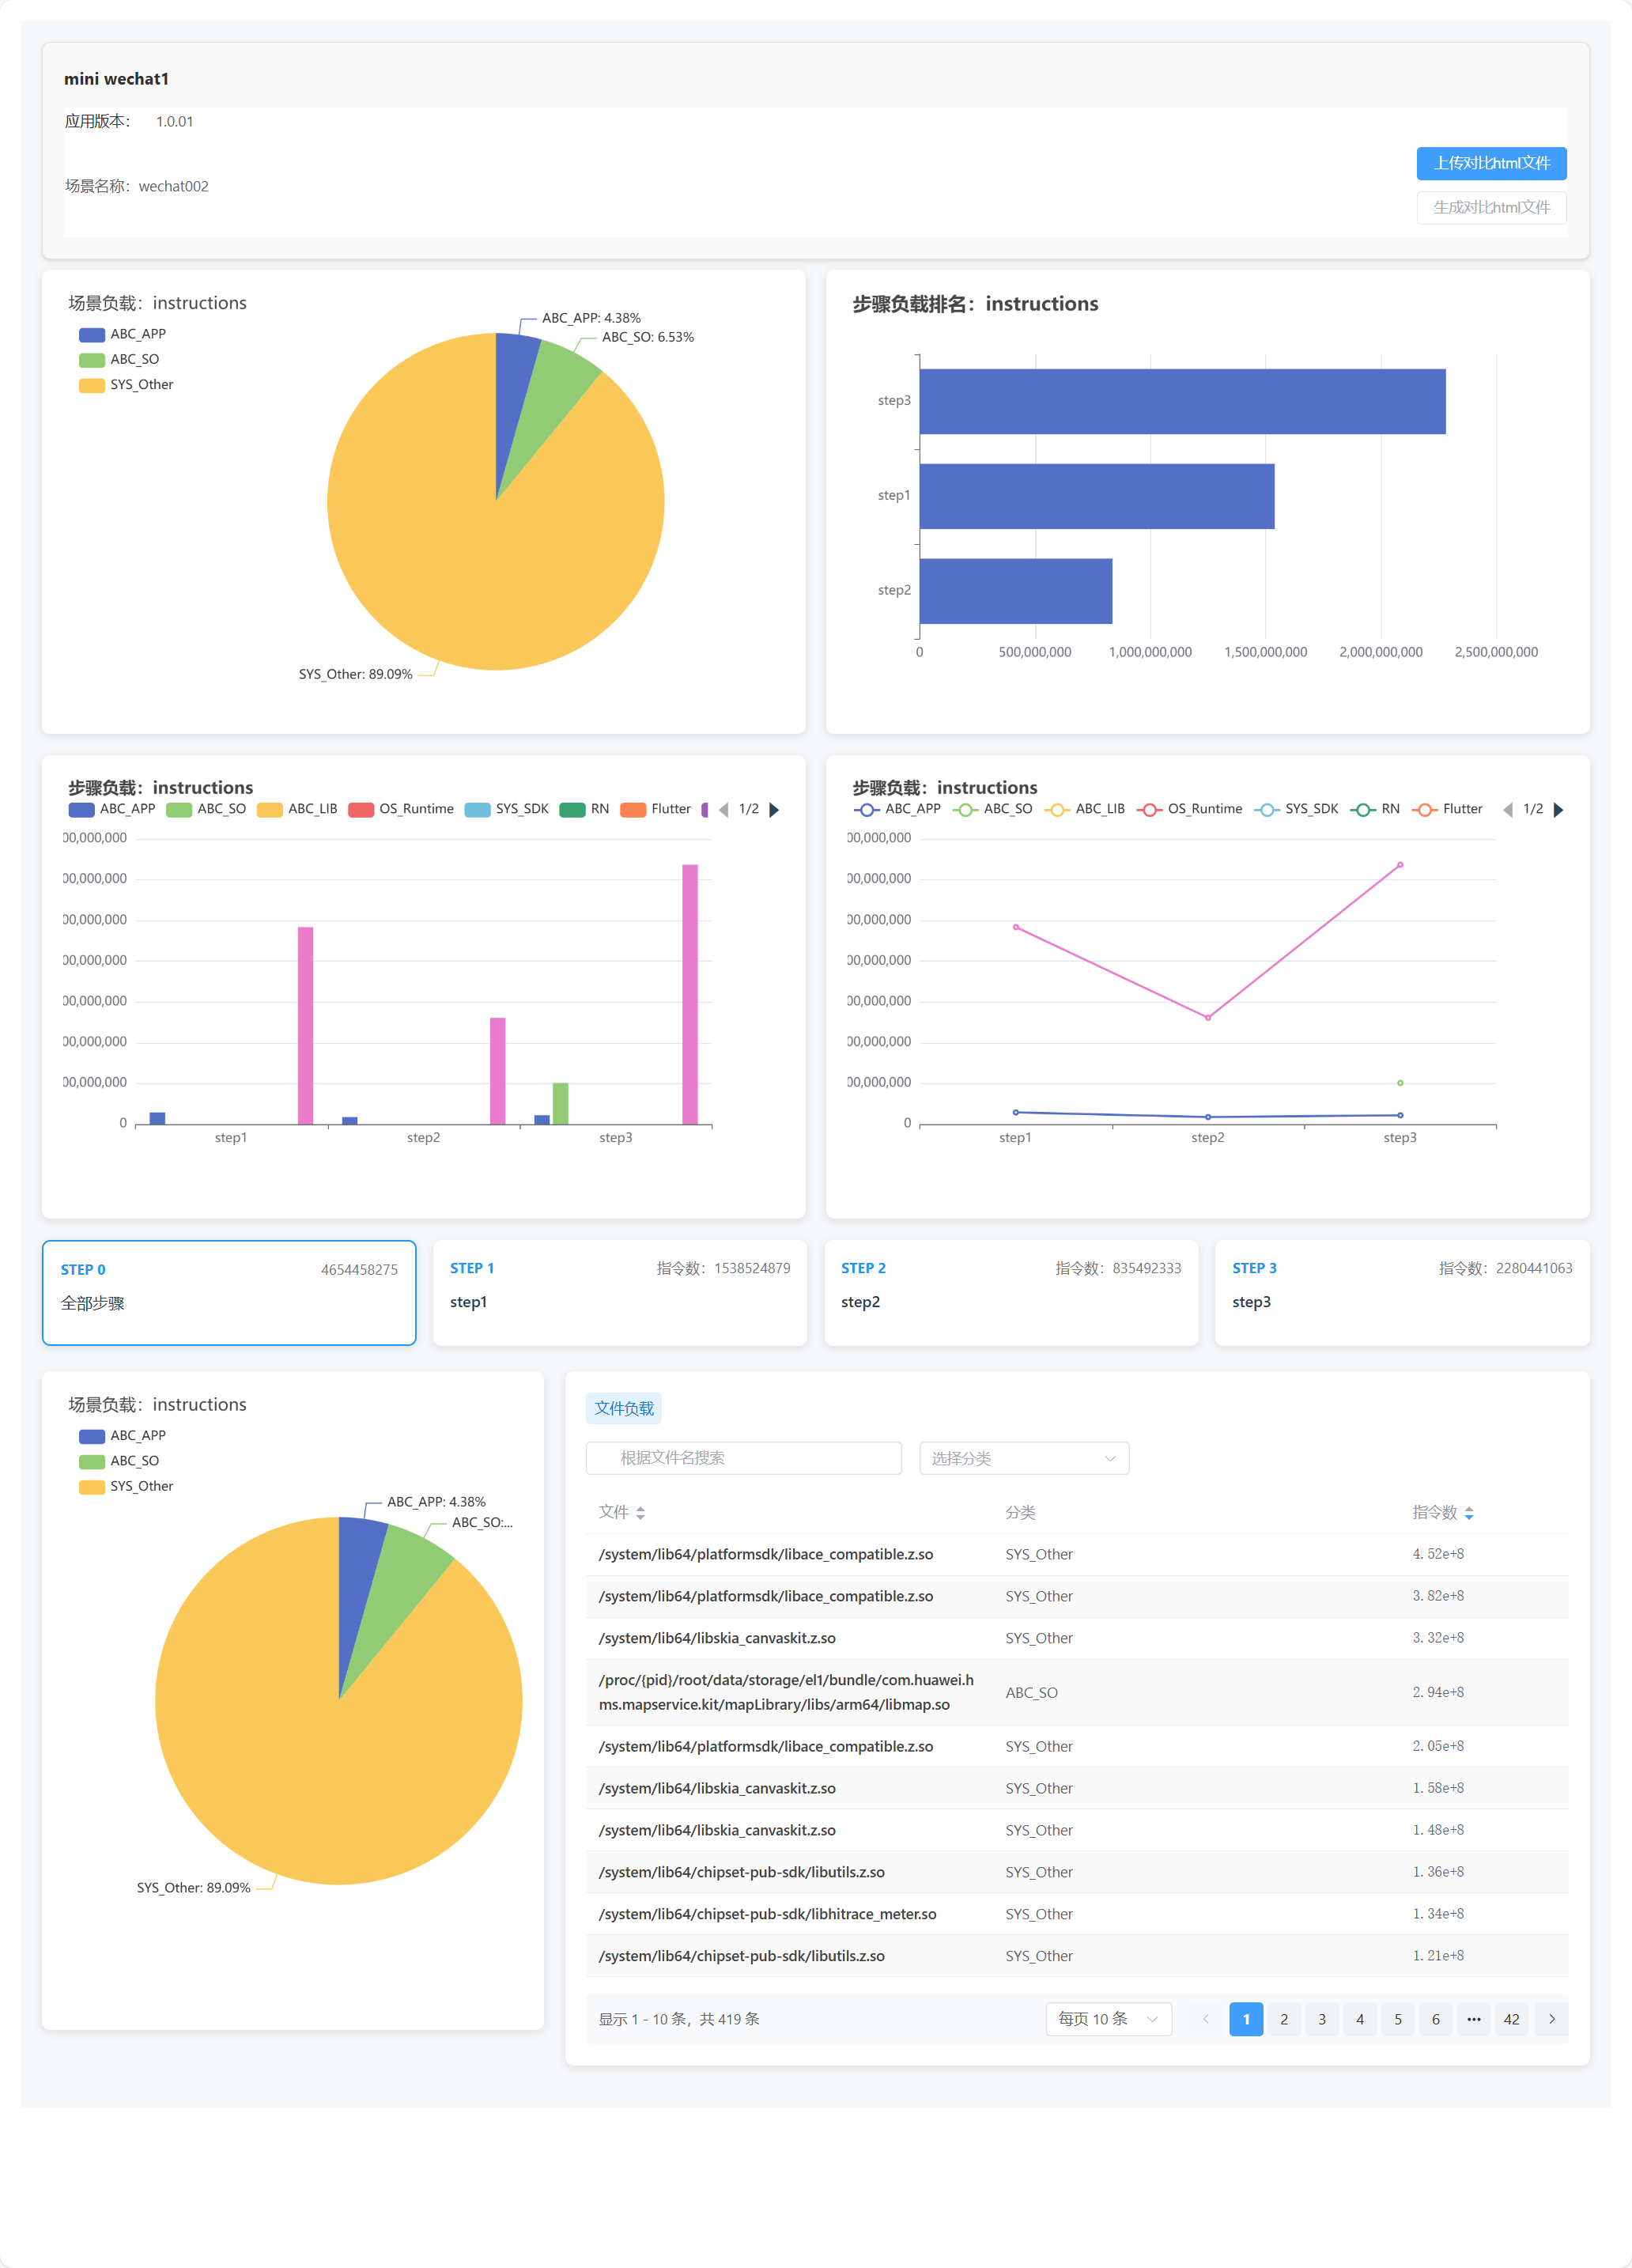 mini wechat1
应用版本： 1.0.01
场景名称：wechat002
上传对比html文件
生成对比html文件
场景负载：instructions
ABC_APP
ABC_SO
SYS_Other
ABC_APP: 4.38%
ABC_SO: 6.53%
SYS_Other: 89.09%
步骤负载排名：instructions
step3
step1
step2
0 500,000,000 1,000,000,000 1,500,000,000 2,000,000,000 2,500,000,000
步骤负载：instructions
ABC_APP ABC_SO ABC_LIB OS_Runtime SYS_SDK RN Flutter 1/2
00,000,000
00,000,000
00,000,000
00,000,000
00,000,000
00,000,000
00,000,000
0
step1 step2 step3
步骤负载：instructions
ABC_APP ABC_SO ABC_LIB OS_Runtime SYS_SDK RN Flutter 1/2
00,000,000
00,000,000
00,000,000
00,000,000
00,000,000
00,000,000
00,000,000
0
step1 step2 step3
STEP 0 4654458275
全部步骤
STEP 1 指令数：1538524879
step1
STEP 2 指令数：835492333
step2
STEP 3 指令数：2280441063
step3
场景负载：instructions
ABC_APP
ABC_SO
SYS_Other
ABC_APP: 4.38%
ABC_SO:...
SYS_Other: 89.09%
文件负载
根据文件名搜索 选择分类
文件 分类 指令数
/system/lib64/platformsdk/libace_compatible.z.so SYS_Other 4.52e+8
/system/lib64/platformsdk/libace_compatible.z.so SYS_Other 3.82e+8
/system/lib64/libskia_canvaskit.z.so SYS_Other 3.32e+8
/proc/{pid}/root/data/storage/el1/bundle/com.huawei.h
ms.mapservice.kit/mapLibrary/libs/arm64/libmap.so ABC_SO 2.94e+8
/system/lib64/platformsdk/libace_compatible.z.so SYS_Other 2.05e+8
/system/lib64/libskia_canvaskit.z.so SYS_Other 1.58e+8
/system/lib64/libskia_canvaskit.z.so SYS_Other 1.48e+8
/system/lib64/chipset-pub-sdk/libutils.z.so SYS_Other 1.36e+8
/system/lib64/chipset-pub-sdk/libhitrace_meter.so SYS_Other 1.34e+8
/system/lib64/chipset-pub-sdk/libutils.z.so SYS_Other 1.21e+8
显示 1 - 10 条，共 419 条 每页 10 条 1 2 3 4 5 6 ••• 42